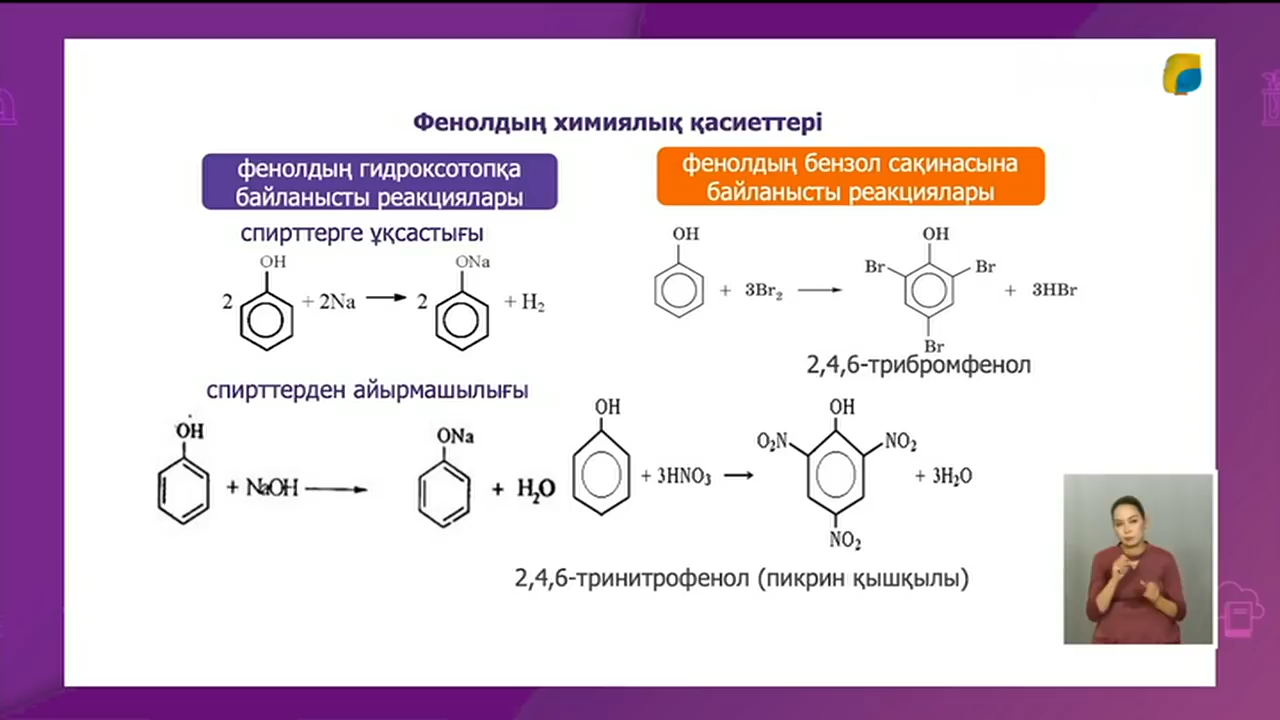 Фенолдың химиялық қасиеттері
фенолдың гидроксотопқа
байланысты реакциялары
спирттерге ұқсастығы
OH
ONa
2
+ 2Na
2
+ H₂
спирттерден айырмашылығы
OH
ONa
+ NaOH
+ H₂O
фенолдың бензол сақинасына
байланысты реакциялары
OH
OH
Br
Br
+ 3Br₂
+ 3HBr
Br
2,4,6-трибромфенол
OH
OH
O₂N
NO₂
+ 3HNO₃
+ 3H₂O
NO₂
2,4,6-тринитрофенол (пикрин қышқылы)